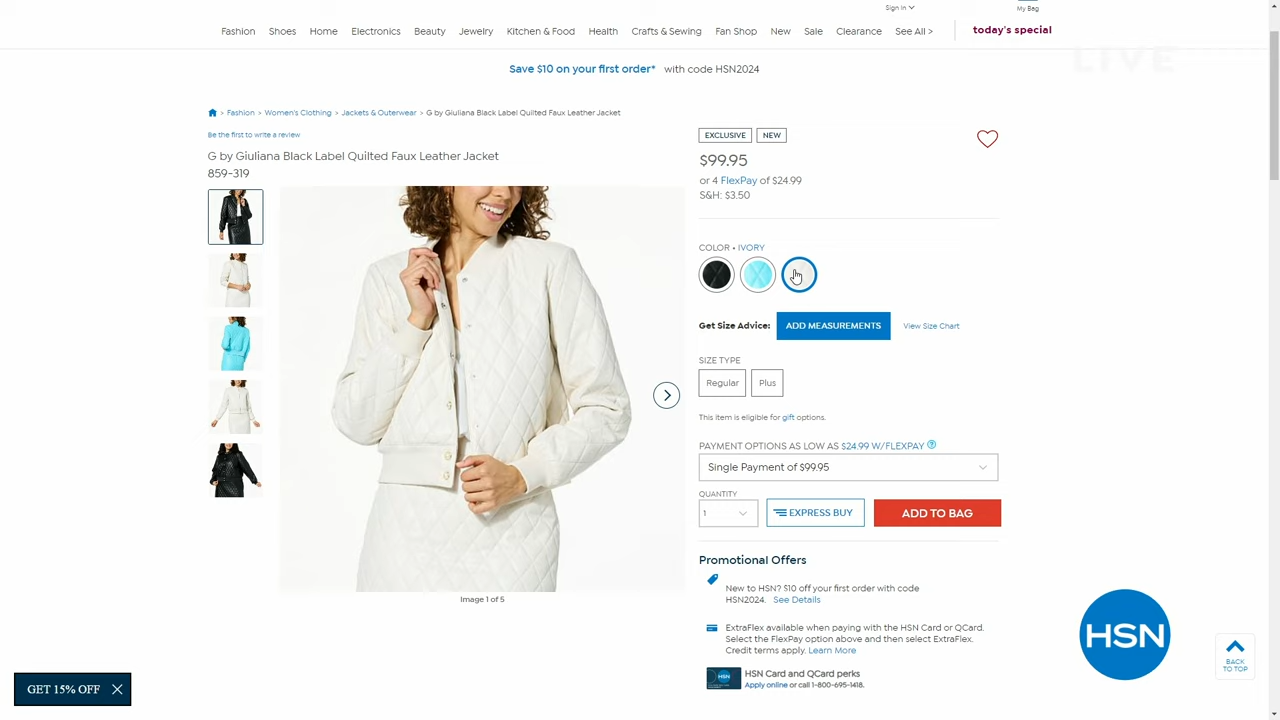 Sign In
My Bag
Fashion Shoes Home Electronics Beauty Jewelry Kitchen & Food Health Crafts & Sewing Fan Shop New Sale Clearance See All > today's special
LIVE
Save $10 on your first order* with code HSN2024
> Fashion > Women's Clothing > Jackets & Outerwear > G by Giuliana Black Label Quilted Faux Leather Jacket
Be the first to write a review
G by Giuliana Black Label Quilted Faux Leather Jacket
859-319
Image 1 of 5
EXCLUSIVE NEW
$99.95
or 4 FlexPay of $24.99
S&H: $3.50
COLOR • IVORY
Get Size Advice: ADD MEASUREMENTS View Size Chart
SIZE TYPE
Regular Plus
This item is eligible for gift options.
PAYMENT OPTIONS AS LOW AS $24.99 W/FLEXPAY ?
Single Payment of $99.95
QUANTITY
1 EXPRESS BUY ADD TO BAG
Promotional Offers
New to HSN? $10 off your first order with code
HSN2024. See Details
ExtraFlex available when paying with the HSN Card or QCard.
Select the FlexPay option above and then select ExtraFlex.
Credit terms apply. Learn More
HSN Card and QCard perks
Apply online or call 1-800-695-1418.
HSN
BACK
TO TOP
GET 15% OFF